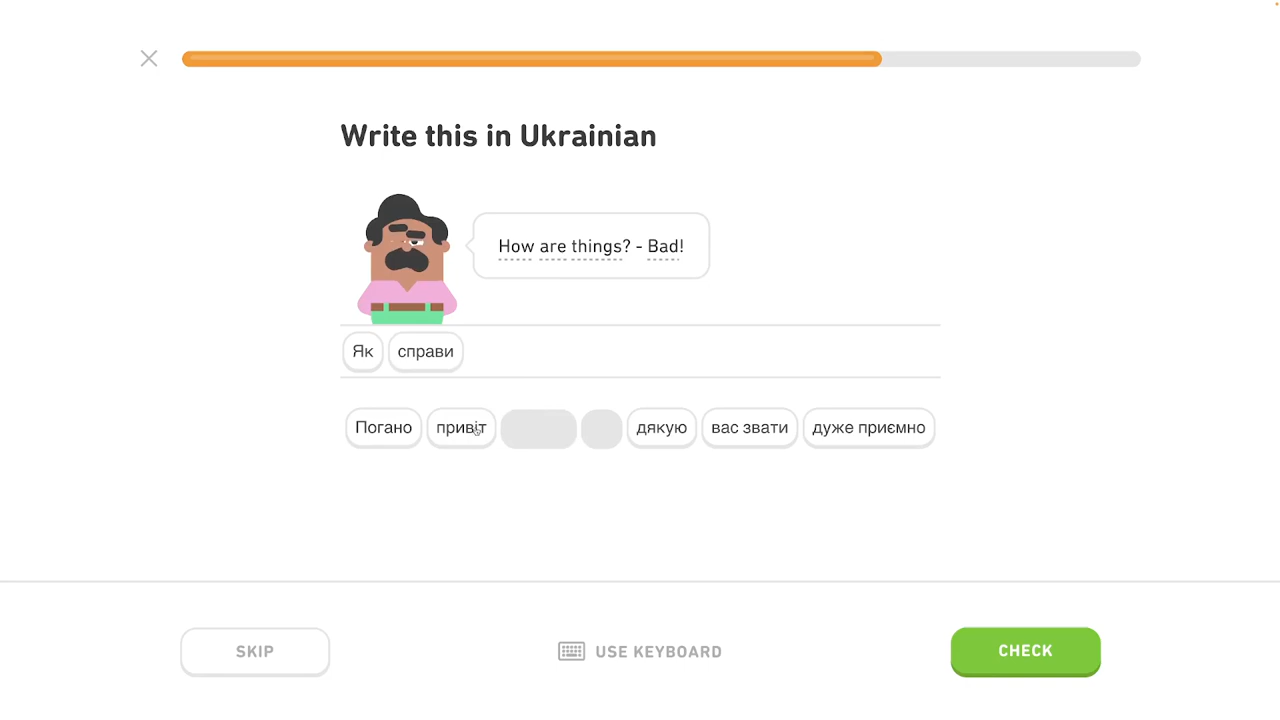 Write this in Ukrainian
How are things? - Bad!
Як справи
Погано привіт дякую вас звати дуже приємно
SKIP USE KEYBOARD CHECK